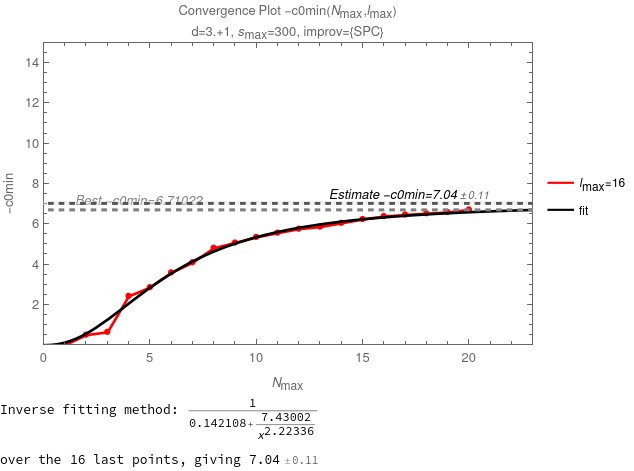 Convergence Plot −c0min(Nmax,lmax)
d=3.+1, smax=300, improv={SPC}
−c0min
14
12
10
8
6
4
2
Best −c0min=6.71022
Estimate −c0min=7.04 ±0.11
lmax=16
fit
0 5 10 15 20
Nmax
Inverse fitting method: 1
0.142108+ 7.43002
x2.22336
over the 16 last points, giving 7.04 ±0.11